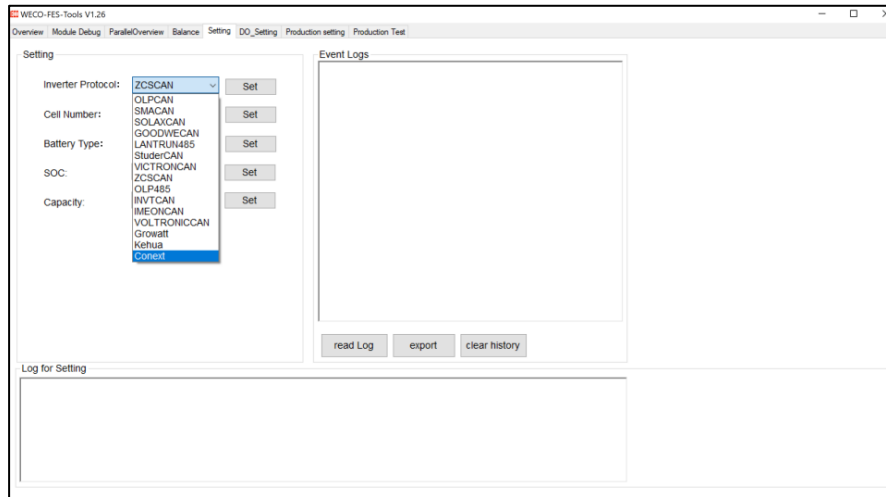 WECO-FES-Tools V1.26
Overview Module Debug ParallelOverview Balance Setting DO_Setting Production setting Production Test
Setting
Inverter Protocol: ZCSCAN Set
OLPCAN
SMACAN
SOLAXCAN
GOODWECAN
LANTRUN485
StuderCAN
VICTRONCAN
ZCSCAN
OLP485
INVTCAN
IMEONCAN
VOLTRONICCAN
Growatt
Kehua
Conext
Cell Number: Set
Battery Type: Set
SOC: Set
Capacity: Set
Event Logs
read Log export clear history
Log for Setting